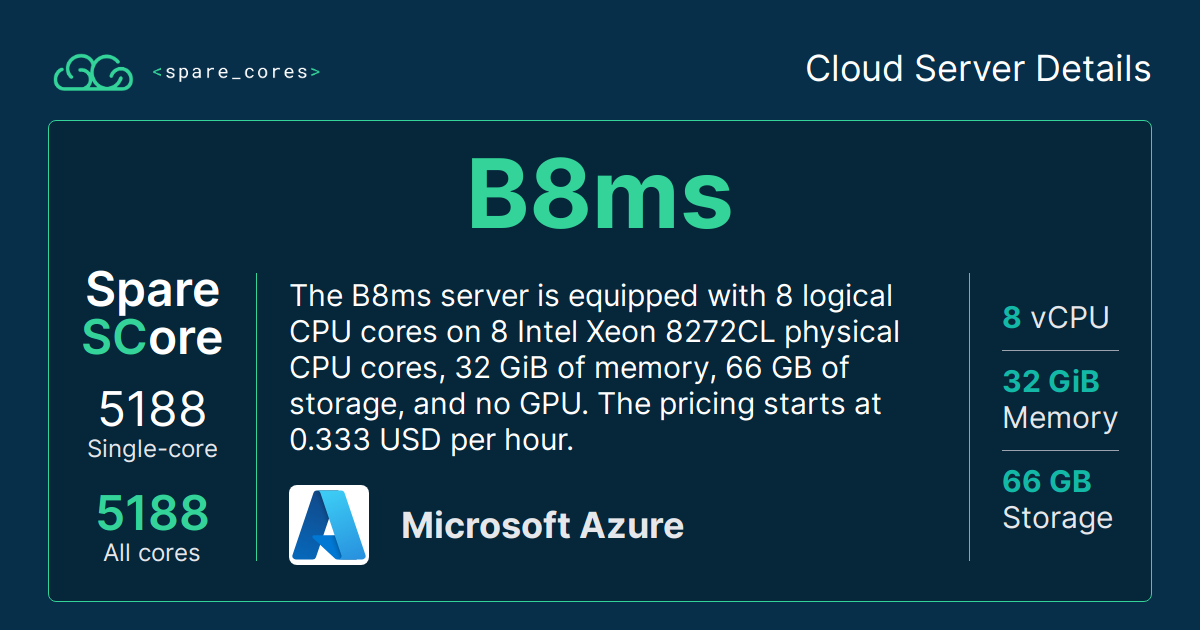 <spare_cores>
Cloud Server Details
B8ms
Spare
SCore
5188
Single-core
5188
All cores
The B8ms server is equipped with 8 logical
CPU cores on 8 Intel Xeon 8272CL physical
CPU cores, 32 GiB of memory, 66 GB of
storage, and no GPU. The pricing starts at
0.333 USD per hour.
Microsoft Azure
8 vCPU
32 GiB
Memory
66 GB
Storage